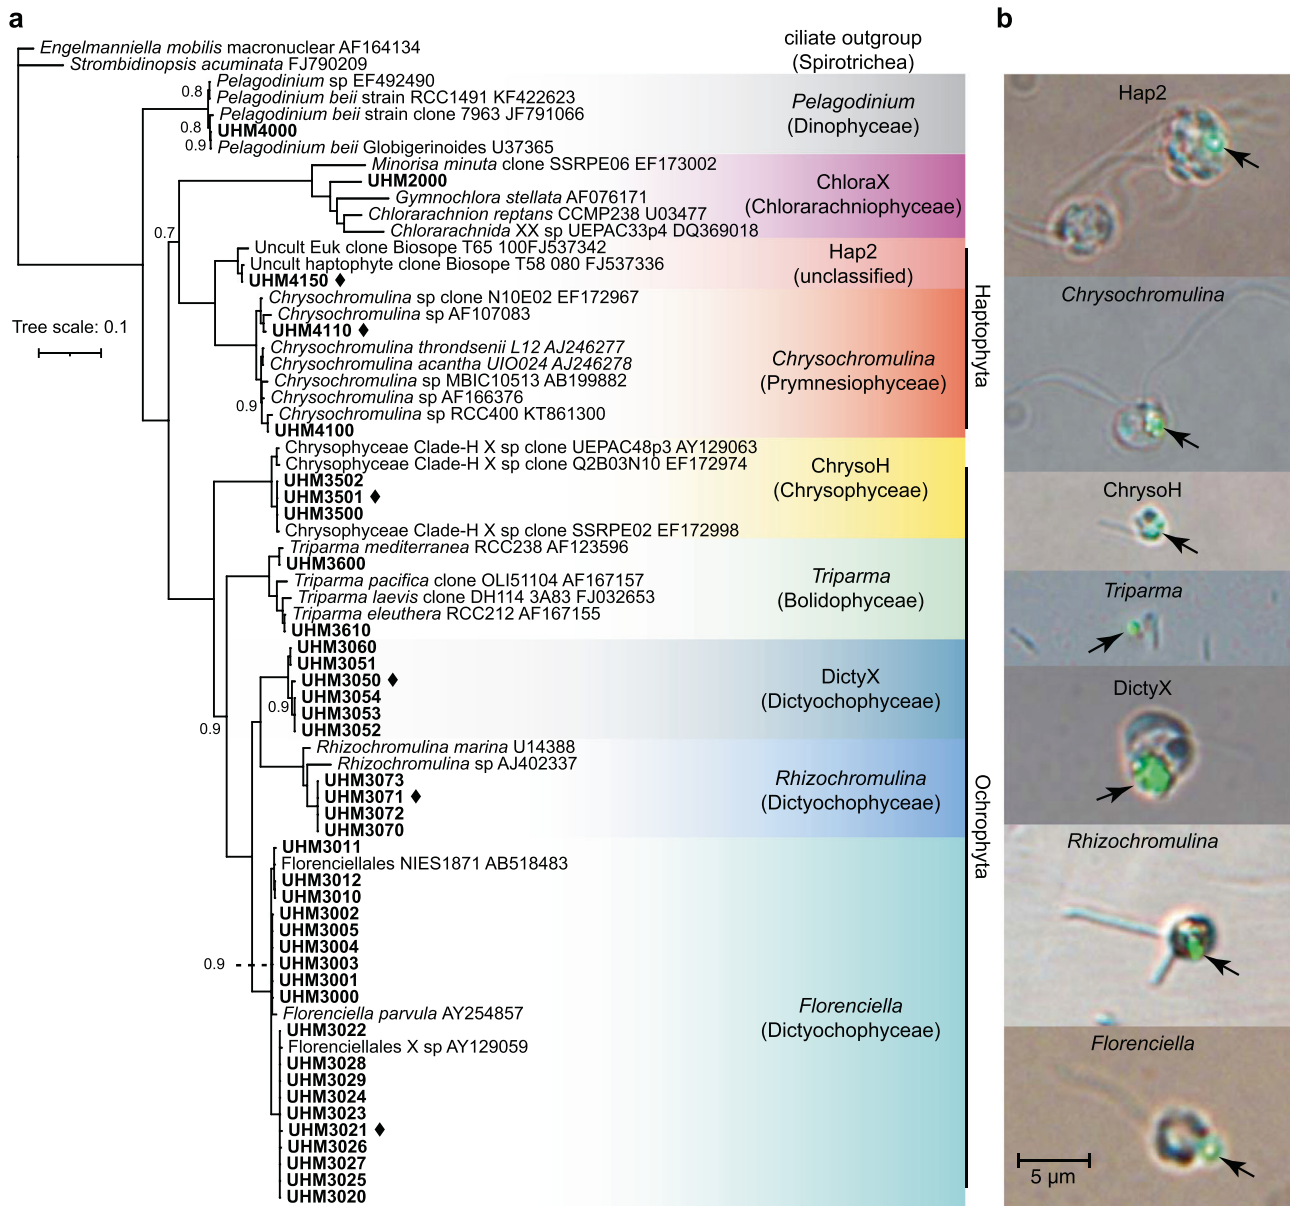 a
Engelmanniella mobilis macronuclear AF164134
Strombidinopsis acuminata FJ790209
ciliate outgroup
(Spirotrichea)
Pelagodinium sp EF492490
0.8
Pelagodinium beii strain RCC1491 KF422623
Pelagodinium beii strain clone 7963 JF791066
0.8
UHM4000
0.9
Pelagodinium beii Globigerinoides U37365
Pelagodinium
(Dinophyceae)
Minorisa minuta clone SSRPE06 EF173002
UHM2000
Gymnochlora stellata AF076171
Chlorarachnion reptans CCMP238 U03477
Chlorarachnida XX sp UEPAC33p4 DQ369018
ChloraX
(Chlorarachniophyceae)
0.7
Uncult Euk clone Biosope T65 100FJ537342
Uncult haptophyte clone Biosope T58 080 FJ537336
UHM4150 ♦
Hap2
(unclassified)
Chrysochromulina sp clone N10E02 EF172967
Chrysochromulina sp AF107083
UHM4110 ♦
Chrysochromulina throndsenii L12 AJ246277
Chrysochromulina acantha UIO024 AJ246278
Chrysochromulina sp MBIC10513 AB199882
Chrysochromulina sp AF166376
0.9
Chrysochromulina sp RCC400 KT861300
UHM4100
Chrysochromulina
(Prymnesiophyceae)
Haptophyta
Tree scale: 0.1
Chrysophyceae Clade-H X sp clone UEPAC48p3 AY129063
Chrysophyceae Clade-H X sp clone Q2B03N10 EF172974
UHM3502
UHM3501 ♦
UHM3500
Chrysophyceae Clade-H X sp clone SSRPE02 EF172998
ChrysoH
(Chrysophyceae)
Triparma mediterranea RCC238 AF123596
UHM3600
Triparma pacifica clone OLI51104 AF167157
Triparma laevis clone DH114 3A83 FJ032653
Triparma eleuthera RCC212 AF167155
UHM3610
Triparma
(Bolidophyceae)
UHM3060
UHM3051
UHM3050 ♦
UHM3054
0.9
UHM3053
UHM3052
DictyX
(Dictyochophyceae)
0.9
Rhizochromulina marina U14388
Rhizochromulina sp AJ402337
UHM3073
UHM3071 ♦
UHM3072
UHM3070
Rhizochromulina
(Dictyochophyceae)
Ochrophyta
UHM3011
Florenciellales NIES1871 AB518483
UHM3012
UHM3010
UHM3002
UHM3005
UHM3004
0.9
UHM3003
UHM3001
UHM3000
Florenciella parvula AY254857
UHM3022
Florenciellales X sp AY129059
UHM3028
UHM3029
UHM3024
UHM3023
UHM3021 ♦
UHM3026
UHM3027
UHM3025
UHM3020
Florenciella
(Dictyochophyceae)
b
Hap2
Chrysochromulina
ChrysoH
Triparma
DictyX
Rhizochromulina
Florenciella
5 µm